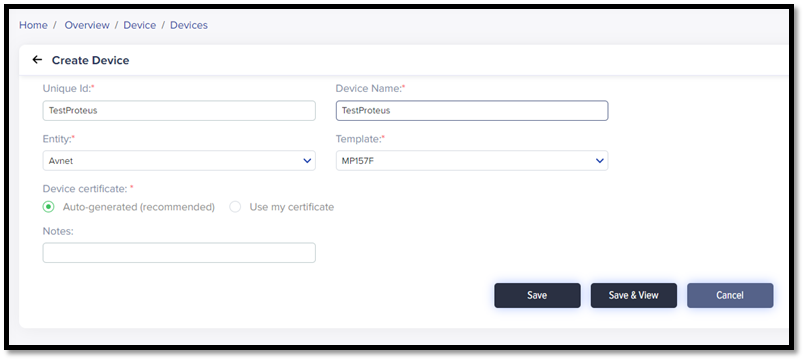 Home / Overview / Device / Devices
← Create Device
Unique Id:* Device Name:*
TestProteus TestProteus
Entity:* Template:*
Avnet MP157F
Device certificate: *
Auto-generated (recommended) Use my certificate
Notes:
Save Save & View Cancel